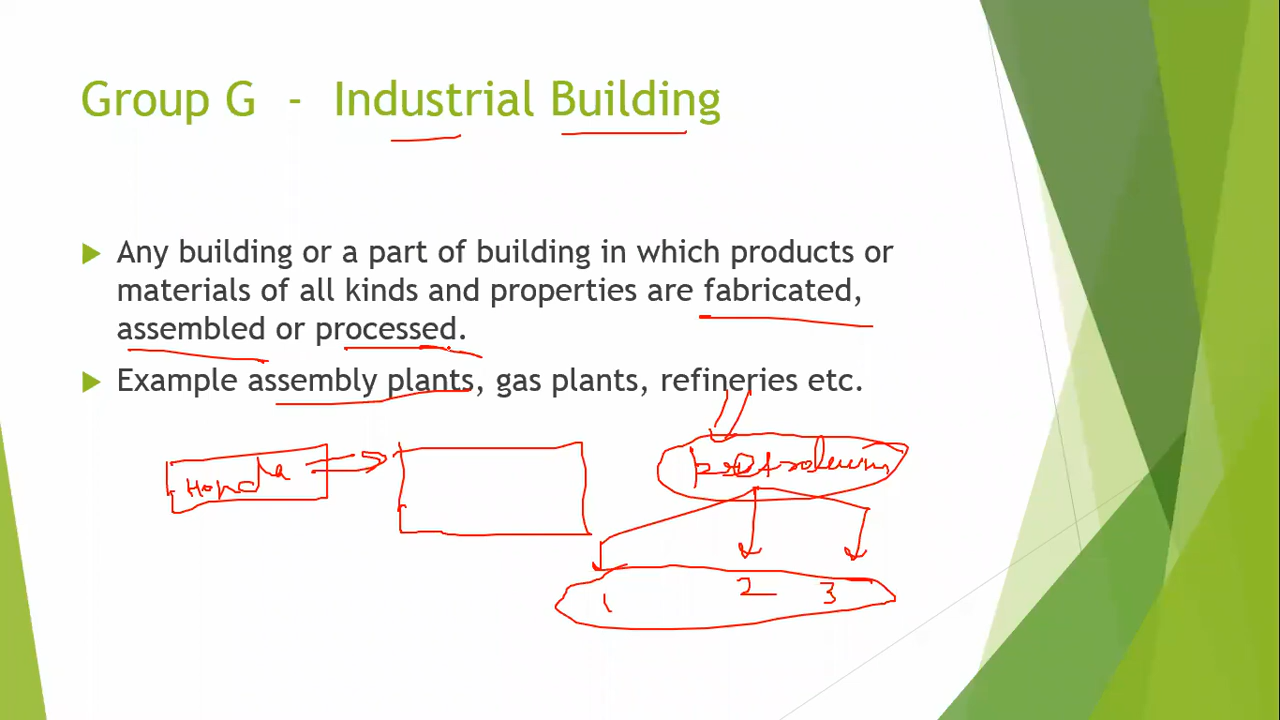 Group G - Industrial Building
Any building or a part of building in which products or
materials of all kinds and properties are fabricated,
assembled or processed.
Example assembly plants, gas plants, refineries etc.
Honda
1 2 3